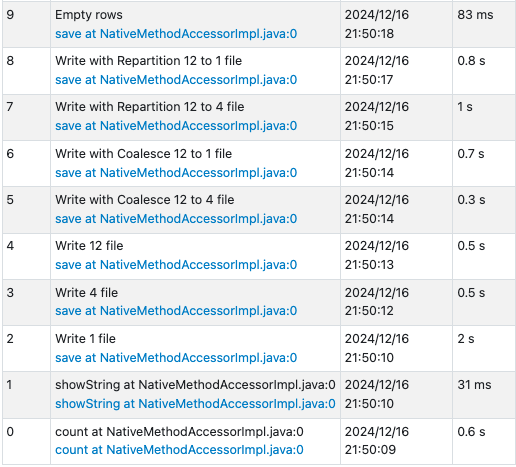 9 Empty rows 2024/12/16 83 ms
save at NativeMethodAccessorImpl.java:0 21:50:18
8 Write with Repartition 12 to 1 file 2024/12/16 0.8 s
save at NativeMethodAccessorImpl.java:0 21:50:17
7 Write with Repartition 12 to 4 file 2024/12/16 1 s
save at NativeMethodAccessorImpl.java:0 21:50:15
6 Write with Coalesce 12 to 1 file 2024/12/16 0.7 s
save at NativeMethodAccessorImpl.java:0 21:50:14
5 Write with Coalesce 12 to 4 file 2024/12/16 0.3 s
save at NativeMethodAccessorImpl.java:0 21:50:14
4 Write 12 file 2024/12/16 0.5 s
save at NativeMethodAccessorImpl.java:0 21:50:13
3 Write 4 file 2024/12/16 0.5 s
save at NativeMethodAccessorImpl.java:0 21:50:12
2 Write 1 file 2024/12/16 2 s
save at NativeMethodAccessorImpl.java:0 21:50:10
1 showString at NativeMethodAccessorImpl.java:0 2024/12/16 31 ms
showString at NativeMethodAccessorImpl.java:0 21:50:10
0 count at NativeMethodAccessorImpl.java:0 2024/12/16 0.6 s
count at NativeMethodAccessorImpl.java:0 21:50:09